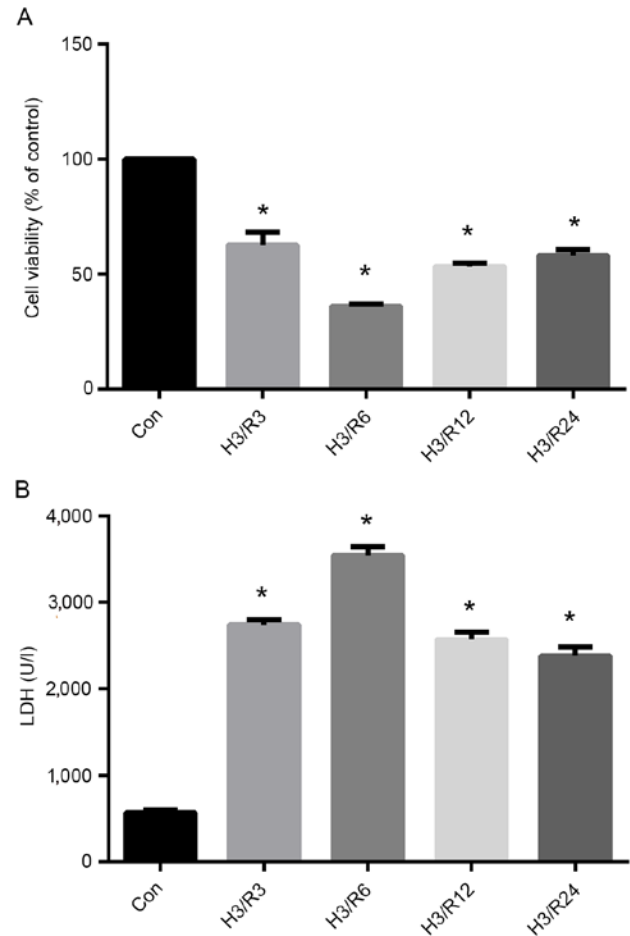 A
Cell viability (% of control)
150
100
50
0
*
*
*
*
Con
H3/R3
H3/R6
H3/R12
H3/R24
B
LDH (U/l)
4,000
3,000
2,000
1,000
0
*
*
*
*
Con
H3/R3
H3/R6
H3/R12
H3/R24